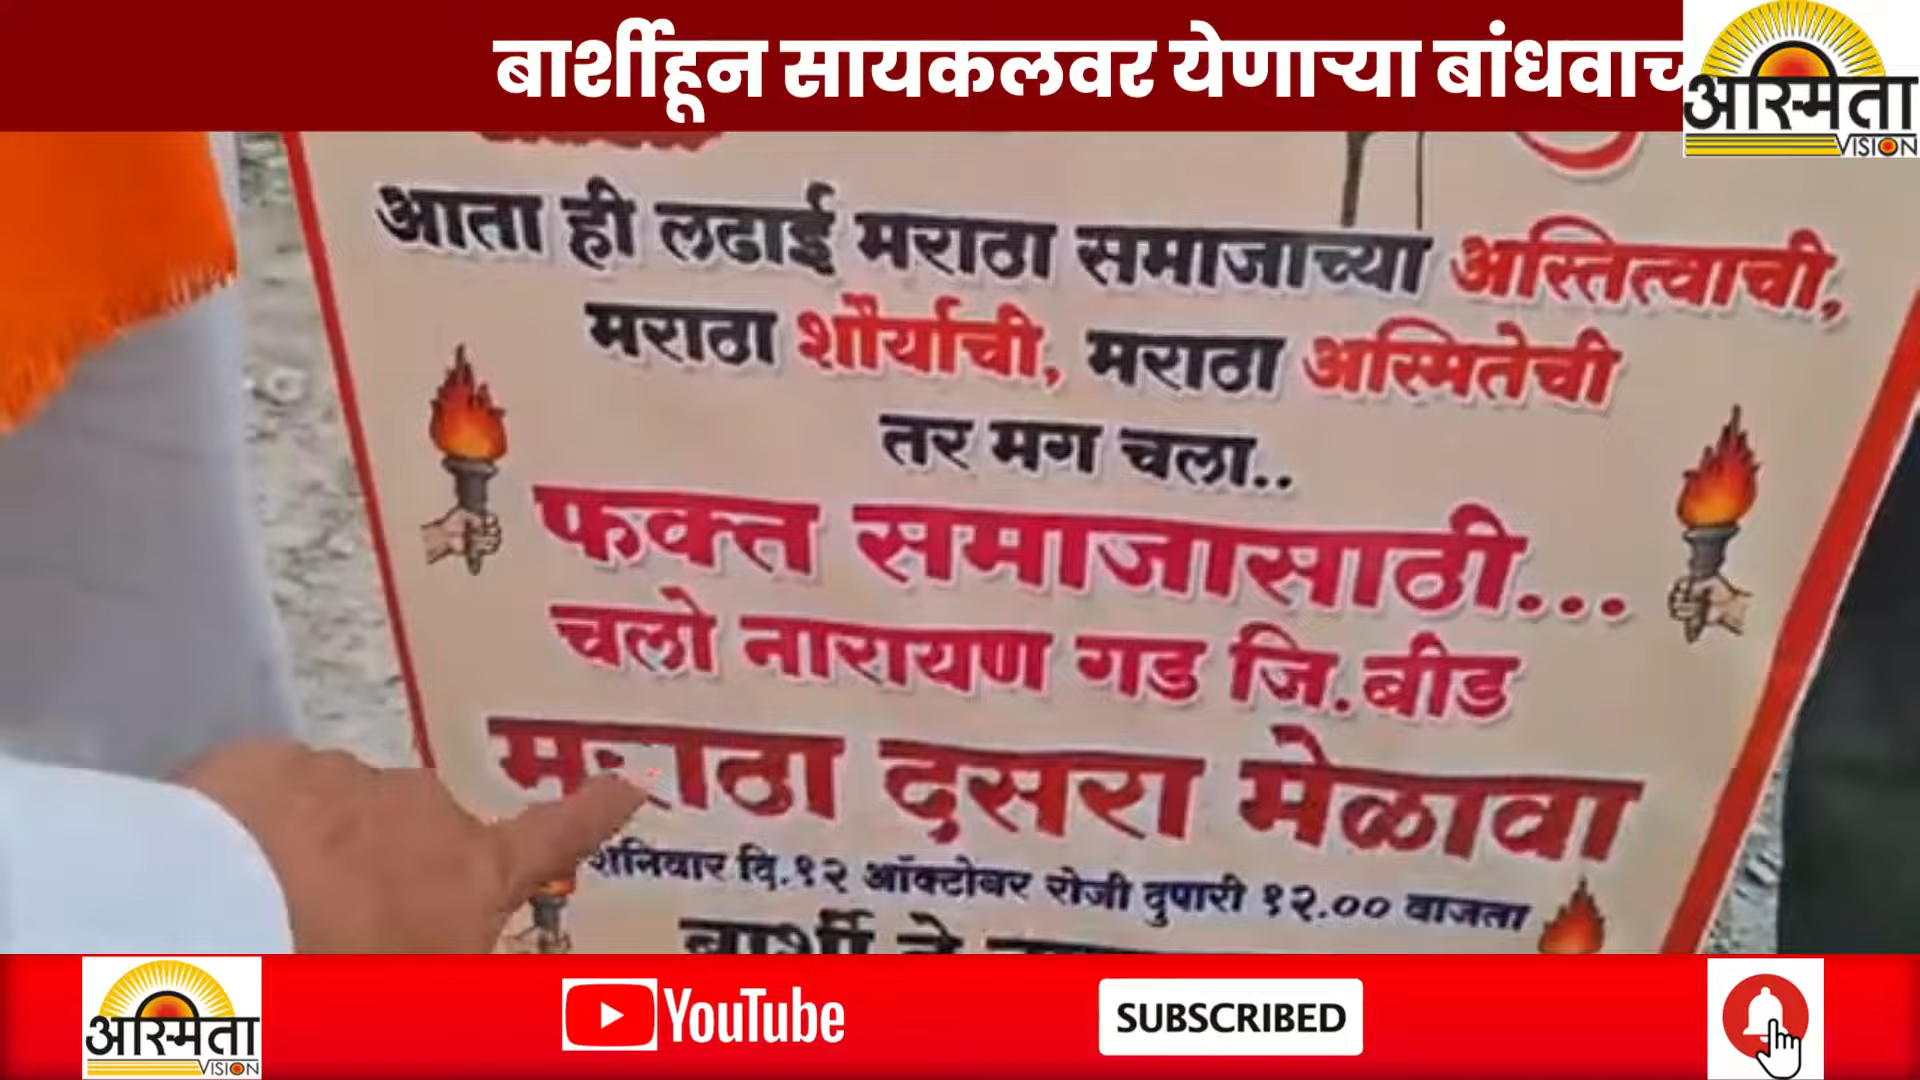 बार्शीहून सायकलवर येणाऱ्या बांधवाच
अस्मिता
VISION
आता ही लढाई मराठा समाजाच्या अस्तित्वाची,
मराठा शौर्याची, मराठा अस्मितेची
तर मग चला..
फक्त समाजासाठी...
चलो नारायण गड जि.बीड
मराठा दसरा मेळावा
शनिवार दि.१२ ऑक्टोबर रोजी दुपारी १२.०० वाजता
बार्शी ते
अस्मिता
VISION
YouTube
SUBSCRIBED